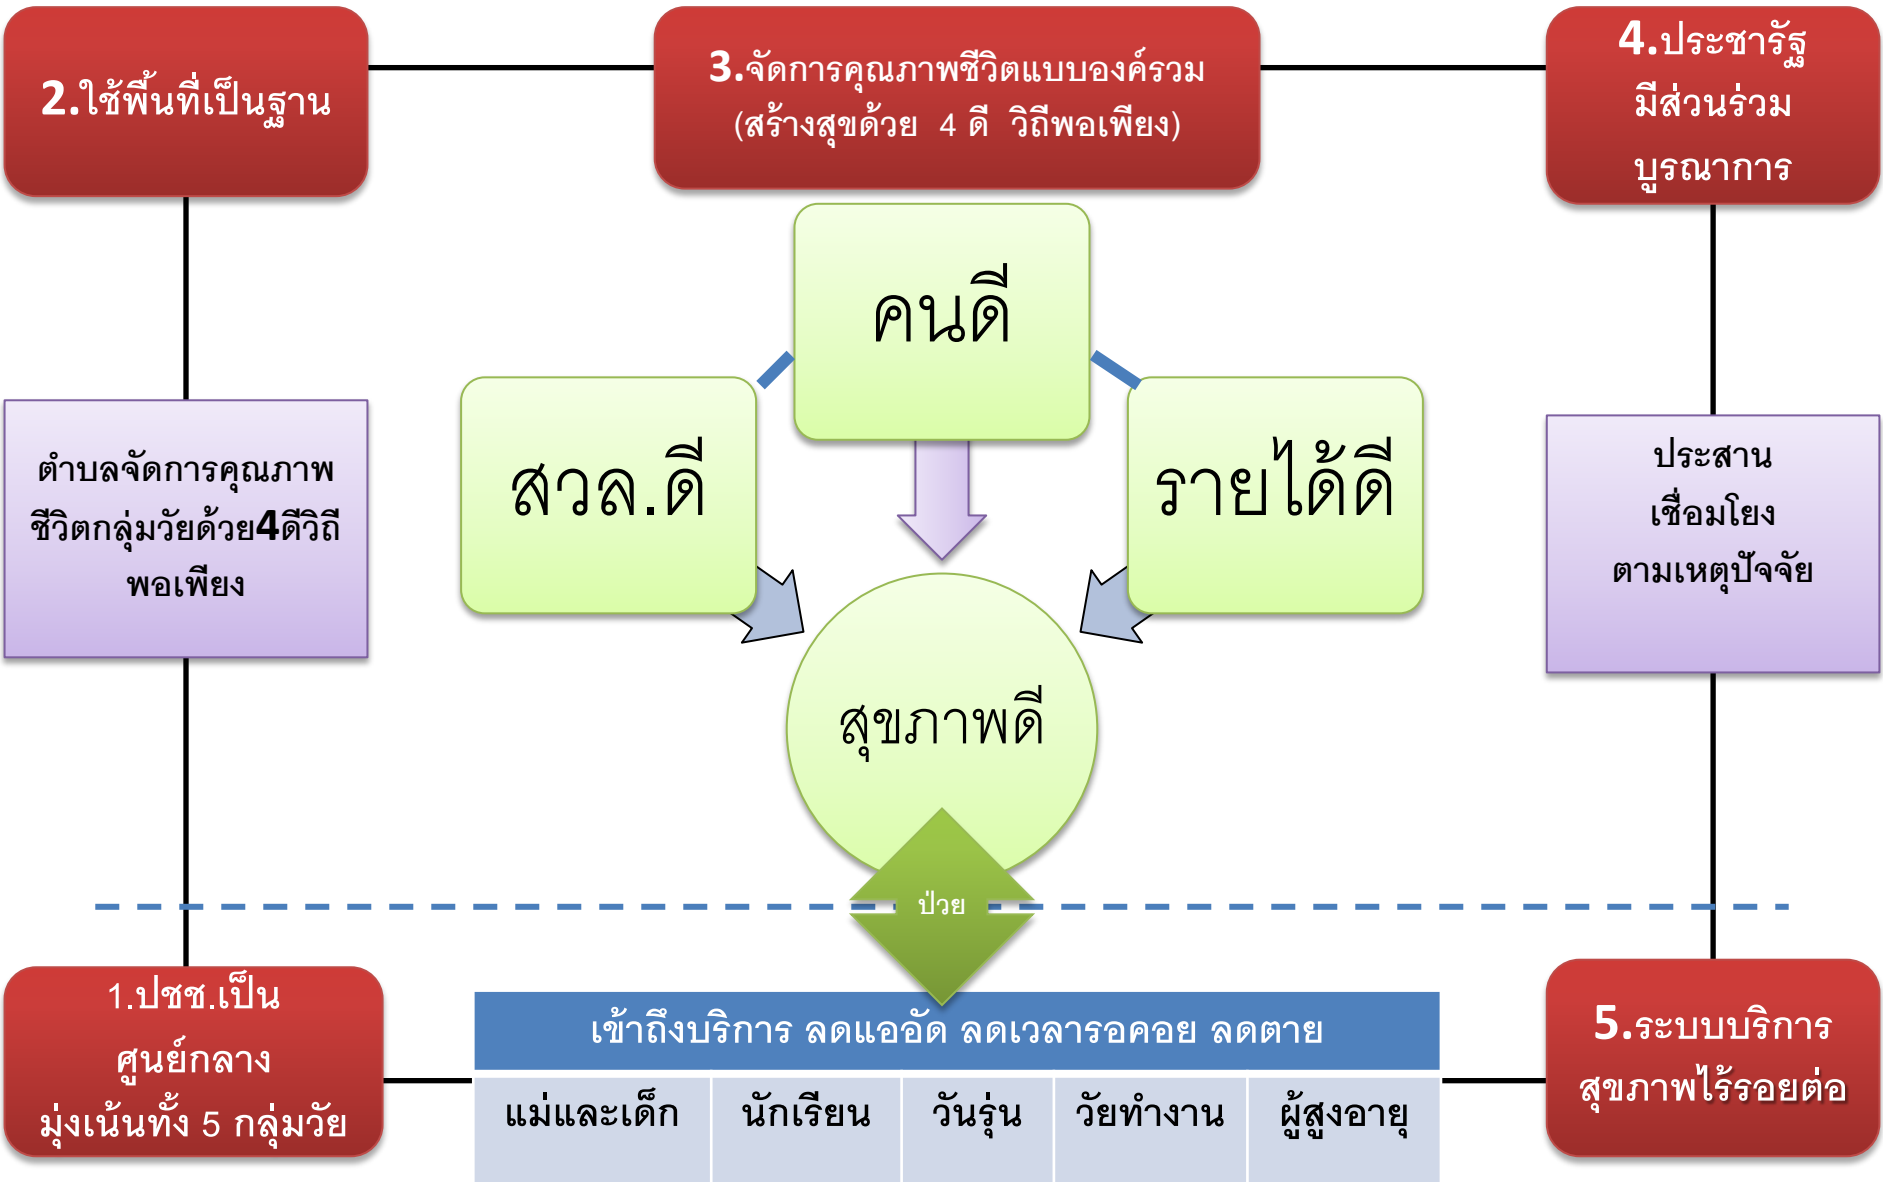 2.ใช้พื้นที่เป็นฐาน
3.จัดการคุณภาพชีวิตแบบองค์รวม
(สร้างสุขด้วย 4 ดี วิถีพอเพียง)
4.ประชารัฐ
มีส่วนร่วม
บูรณาการ
คนดี
สวล.ดี
รายได้ดี
ตำบลจัดการคุณภาพ
ชีวิตกลุ่มวัยด้วย4ดีวิถี
พอเพียง
ประสาน
เชื่อมโยง
ตามเหตุปัจจัย
สุขภาพดี
ป่วย
1.ปชช.เป็น
ศูนย์กลาง
มุ่งเน้นทั้ง 5 กลุ่มวัย
เข้าถึงบริการ ลดแออัด ลดเวลารอคอย ลดตาย
แม่และเด็ก นักเรียน วันรุ่น วัยทำงาน ผู้สูงอายุ
5.ระบบบริการ
สุขภาพไร้รอยต่อ